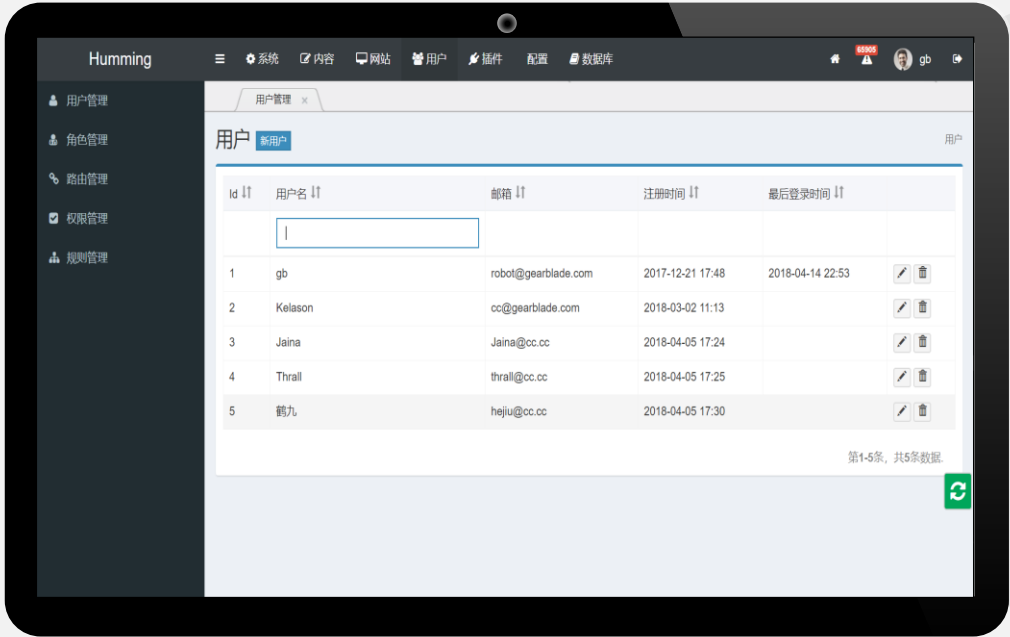 Humming 系统 内容 网站 用户 插件 配置 数据库 65905 gb
用户管理
角色管理
路由管理
权限管理
规则管理
用户管理 ×
用户 新用户 用户
Id 用户名 邮箱 注册时间 最后登录时间
1 gb robot@gearblade.com 2017-12-21 17:48 2018-04-14 22:53
2 Kelason cc@gearblade.com 2018-03-02 11:13
3 Jaina Jaina@cc.cc 2018-04-05 17:24
4 Thrall thrall@cc.cc 2018-04-05 17:25
5 鹤九 hejiu@cc.cc 2018-04-05 17:30
第1-5条, 共5条数据.